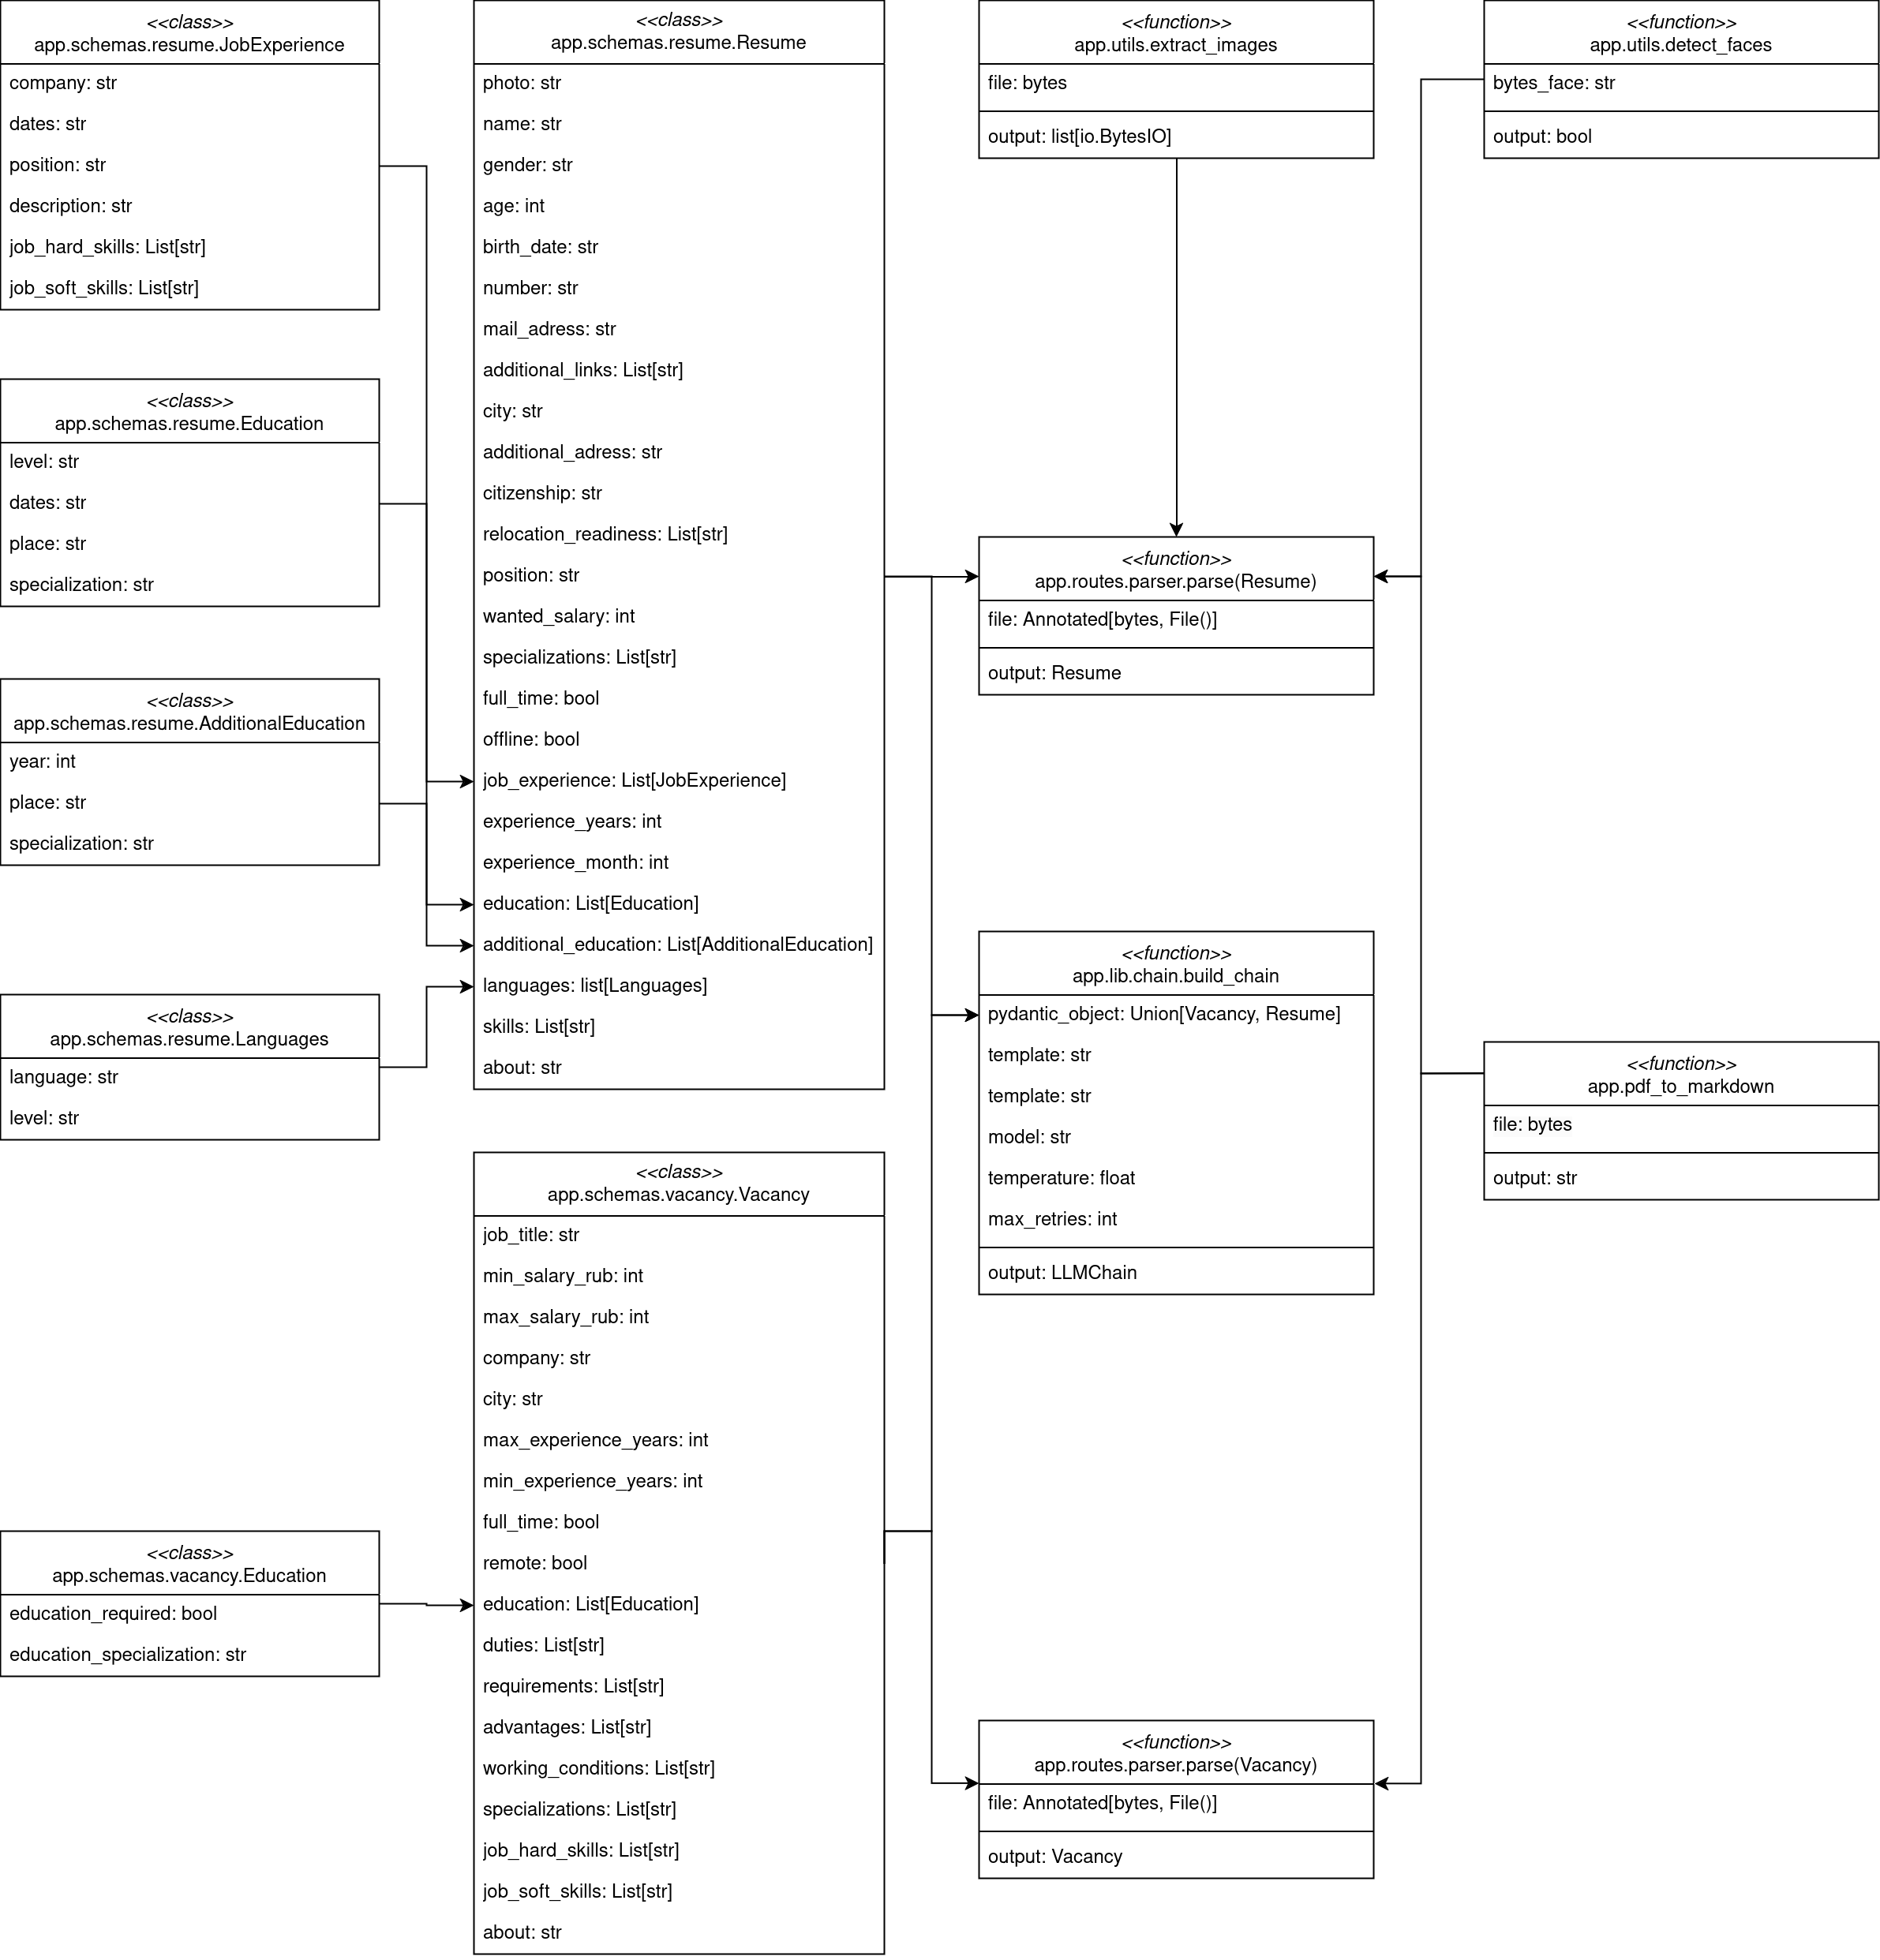 <<class>>
app.schemas.resume.JobExperience
company: str
dates: str
position: str
description: str
job_hard_skills: List[str]
job_soft_skills: List[str]
<<class>>
app.schemas.resume.Education
level: str
dates: str
place: str
specialization: str
<<class>>
app.schemas.resume.AdditionalEducation
year: int
place: str
specialization: str
<<class>>
app.schemas.resume.Languages
language: str
level: str
<<class>>
app.schemas.vacancy.Education
education_required: bool
education_specialization: str
<<class>>
app.schemas.resume.Resume
photo: str
name: str
gender: str
age: int
birth_date: str
number: str
mail_adress: str
additional_links: List[str]
city: str
additional_adress: str
citizenship: str
relocation_readiness: List[str]
position: str
wanted_salary: int
specializations: List[str]
full_time: bool
offline: bool
job_experience: List[JobExperience]
experience_years: int
experience_month: int
education: List[Education]
additional_education: List[AdditionalEducation]
languages: list[Languages]
skills: List[str]
about: str
<<class>>
app.schemas.vacancy.Vacancy
job_title: str
min_salary_rub: int
max_salary_rub: int
company: str
city: str
max_experience_years: int
min_experience_years: int
full_time: bool
remote: bool
education: List[Education]
duties: List[str]
requirements: List[str]
advantages: List[str]
working_conditions: List[str]
specializations: List[str]
job_hard_skills: List[str]
job_soft_skills: List[str]
about: str
<<function>>
app.utils.extract_images
file: bytes
output: list[io.BytesIO]
<<function>>
app.routes.parser.parse(Resume)
file: Annotated[bytes, File()]
output: Resume
<<function>>
app.lib.chain.build_chain
pydantic_object: Union[Vacancy, Resume]
template: str
template: str
model: str
temperature: float
max_retries: int
output: LLMChain
<<function>>
app.routes.parser.parse(Vacancy)
file: Annotated[bytes, File()]
output: Vacancy
<<function>>
app.utils.detect_faces
bytes_face: str
output: bool
<<function>>
app.pdf_to_markdown
file: bytes
output: str